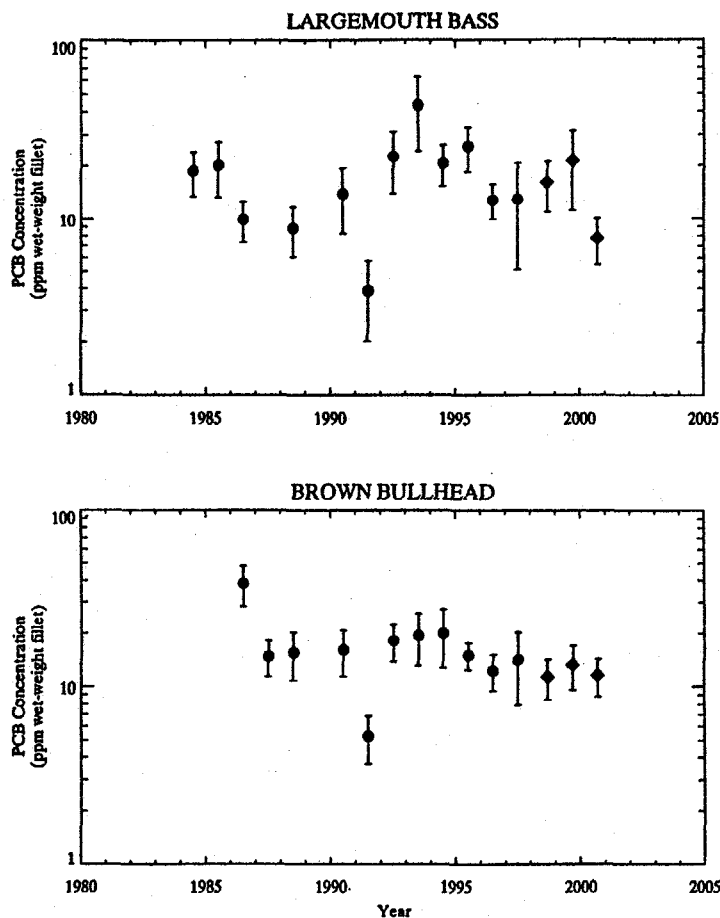 LARGEMOUTH BASS
100
10
1
PCB Concentration
(ppm wet-weight fillet)
1980 1985 1990 1995 2000 2005
BROWN BULLHEAD
100
10
1
PCB Concentration
(ppm wet-weight fillet)
1980 1985 1990. 1995 2000 2005
Year